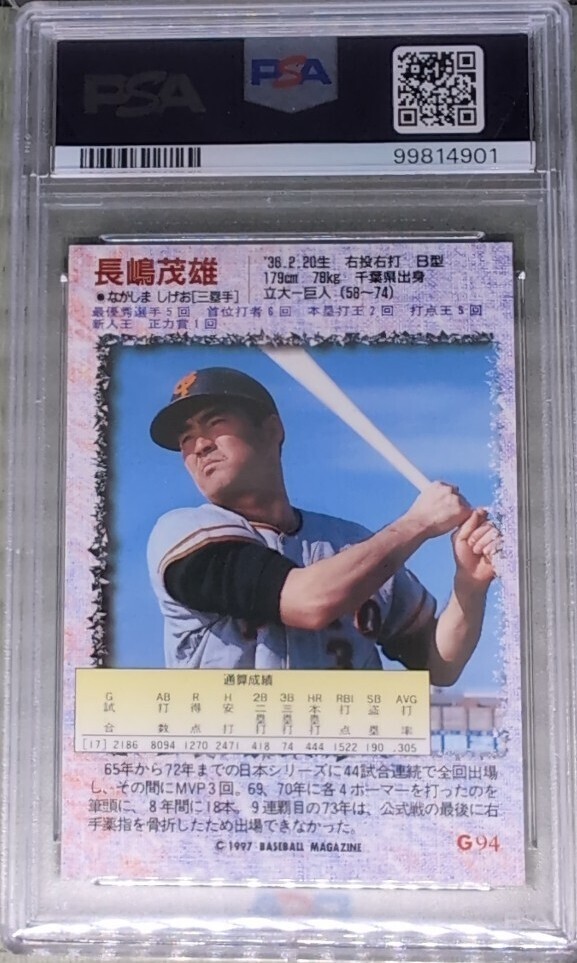 PSA
PSA
99814901
長嶋茂雄
●ながしま しげお[三塁手]
'36.2.20生 右投右打 B型
179cm 78kg 千葉県出身
立大ー巨人(58〜74)
最優秀選手5回 首位打者6回 本塁打王2回 打点王5回
新人王 正力賞1回
通算成績
G AB R H 2B 3B HR RBI SB AVG
試合 打数 得点 安打 二塁打 三塁打 本塁打 打点 盗塁 打率
[17] 2186 8094 1270 2471 418 74 444 1522 190 .305
65年から72年までの日本シリーズに44試合連続で全回出場
し、その間にMVP3回。69、70年に各4ホーマーを打ったのを
筆頭に、8年間に18本。9連覇目の73年は、公式戦の最後に右
手薬指を骨折したため出場できなかった。
© 1997 BASEBALL MAGAZINE
G94